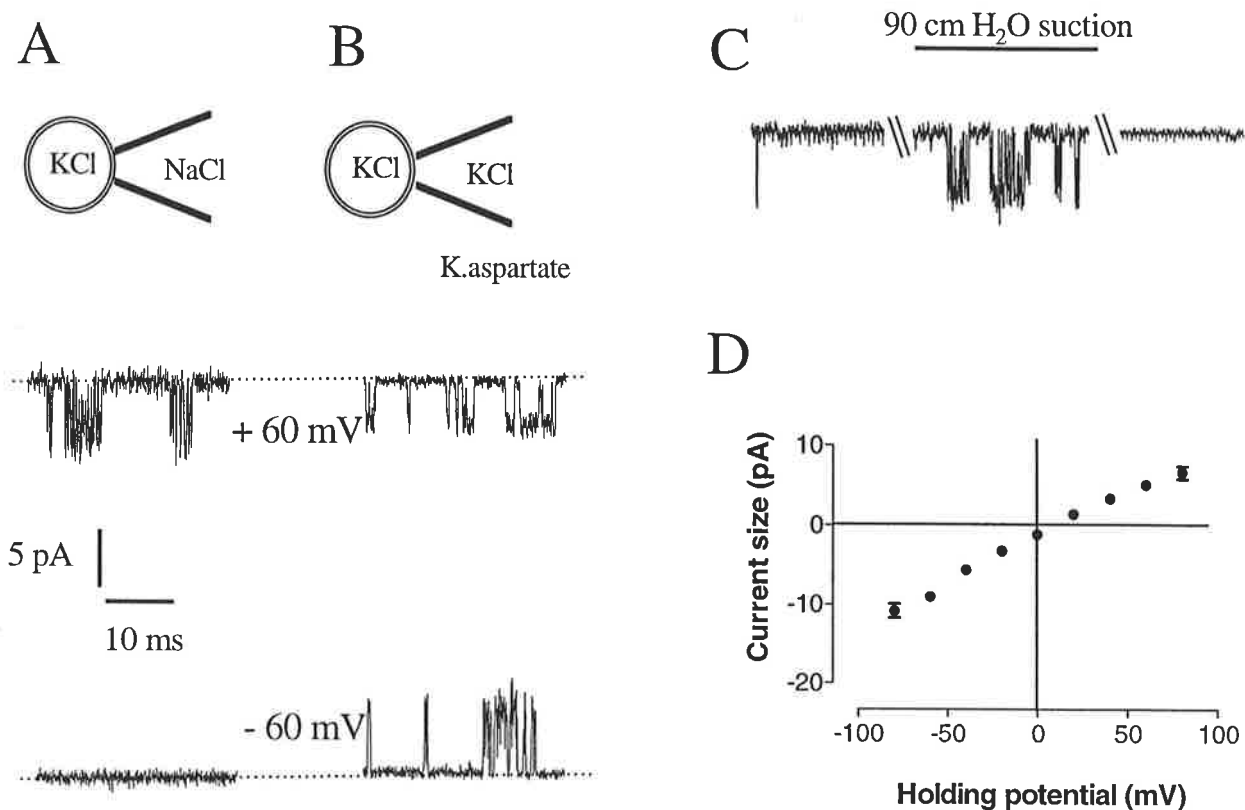 A
KCl
NaCl
B
KCl
KCl
K.aspartate
+ 60 mV
5 pA
10 ms
- 60 mV
C
90 cm H₂O suction
D
Current size (pA)
10
0
-10
-20
-100
-50
0
50
100
Holding potential (mV)